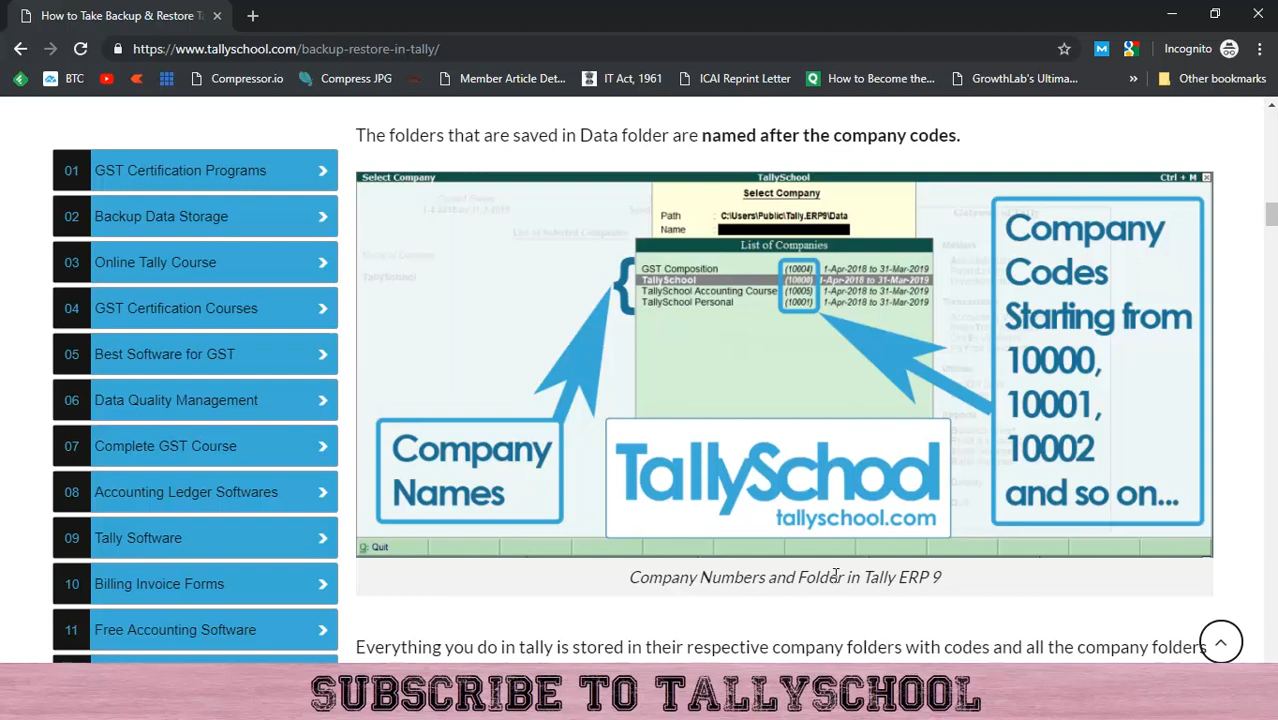 How to Take Backup & Restore T
https://www.tallyschool.com/backup-restore-in-tally/
Incognito
BTC
Compressor.io
Compress JPG
Member Article Det...
IT Act, 1961
ICAI Reprint Letter
How to Become the...
GrowthLab's Ultima...
»
Other bookmarks
The folders that are saved in Data folder are named after the company codes.
01 GST Certification Programs
02 Backup Data Storage
03 Online Tally Course
04 GST Certification Courses
05 Best Software for GST
06 Data Quality Management
07 Complete GST Course
08 Accounting Ledger Softwares
09 Tally Software
10 Billing Invoice Forms
11 Free Accounting Software
Select Company TallySchool Ctrl + M
Select Company
Path : C:\Users\Public\Tally.ERP9\Data
Name :
List of Companies
GST Composition (10004) 1-Apr-2018 to 31-Mar-2019
TallySchool 1-Apr-2018 to 31-Mar-2019
TallySchool Accounting Course (10005) 1-Apr-2018 to 31-Mar-2019
TallySchool Personal (10001) 1-Apr-2018 to 31-Mar-2019
List of Selected Companies
TallySchool
Company
Names
Company
Codes
Starting from
10000,
10001,
10002
and so on...
TallySchool
tallyschool.com
Q: Quit
Company Numbers and Folder in Tally ERP 9
Everything you do in tally is stored in their respective company folders with codes and all the company folders
SUBSCRIBE TO TALLYSCHOOL